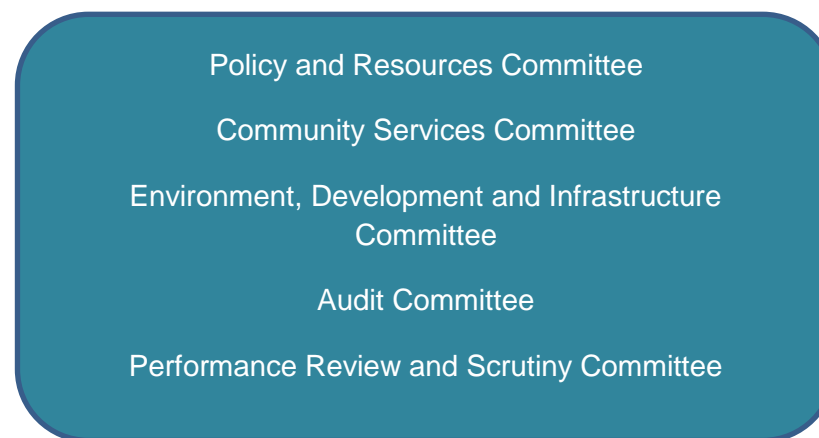 Policy and Resources Committee
Community Services Committee
Environment, Development and Infrastructure
Committee
Audit Committee
Performance Review and Scrutiny Committee